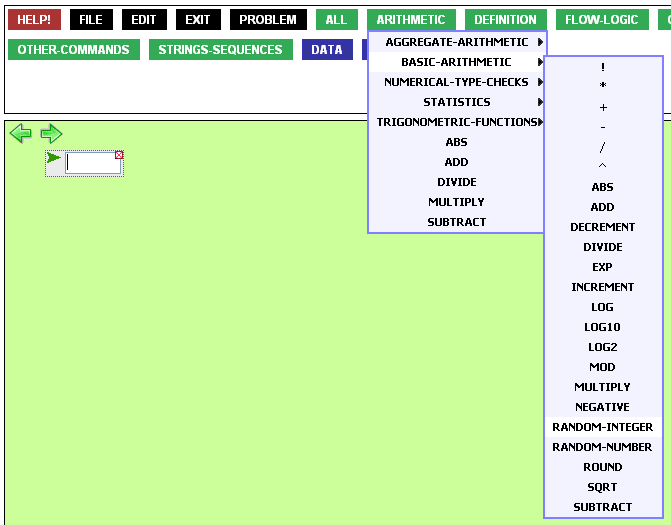 HELP! FILE EDIT EXIT PROBLEM ALL ARITHMETIC DEFINITION FLOW-LOGIC
OTHER-COMMANDS STRINGS-SEQUENCES DATA
AGGREGATE-ARITHMETIC
BASIC-ARITHMETIC
NUMERICAL-TYPE-CHECKS
STATISTICS
TRIGONOMETRIC-FUNCTIONS
ABS
ADD
DIVIDE
MULTIPLY
SUBTRACT
!
*
+
-
/
^
ABS
ADD
DECREMENT
DIVIDE
EXP
INCREMENT
LOG
LOG10
LOG2
MOD
MULTIPLY
NEGATIVE
RANDOM-INTEGER
RANDOM-NUMBER
ROUND
SQRT
SUBTRACT